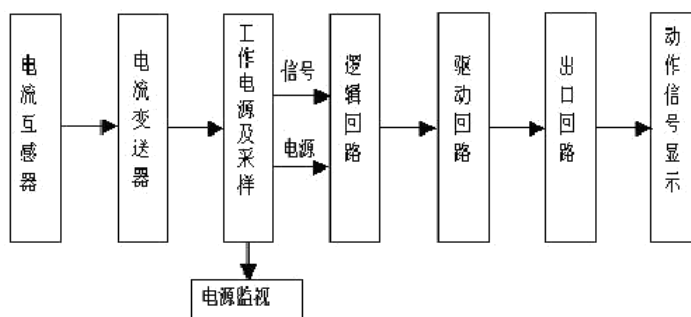 电流互感器
电流变送器
工作电源及采样
信号
电源
逻辑回路
驱动回路
出口回路
动作信号显示
电源监视